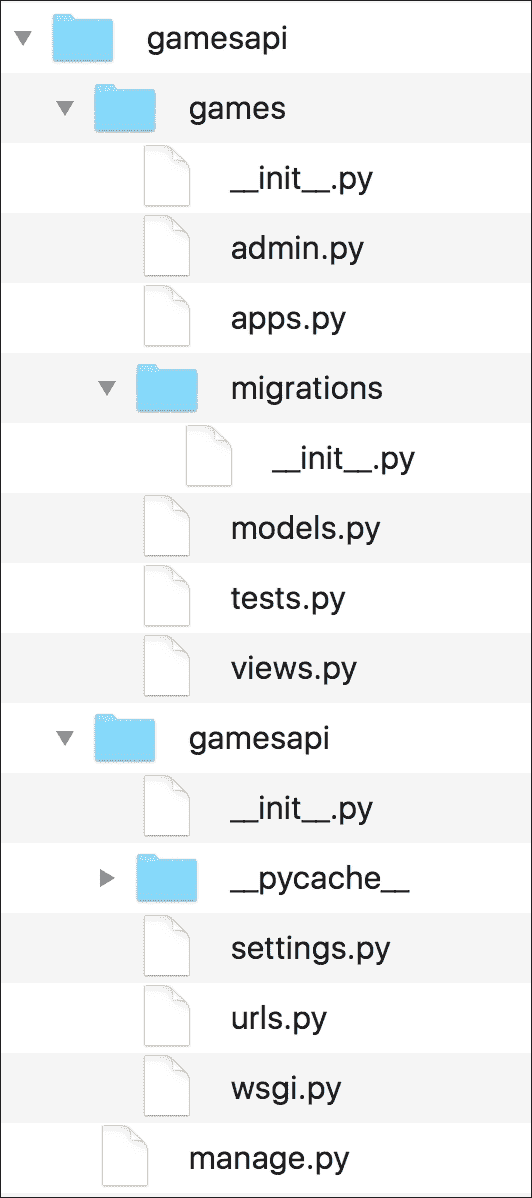 gamesapi
games
__init__.py
admin.py
apps.py
migrations
__init__.py
models.py
tests.py
views.py
gamesapi
__init__.py
__pycache__
settings.py
urls.py
wsgi.py
manage.py